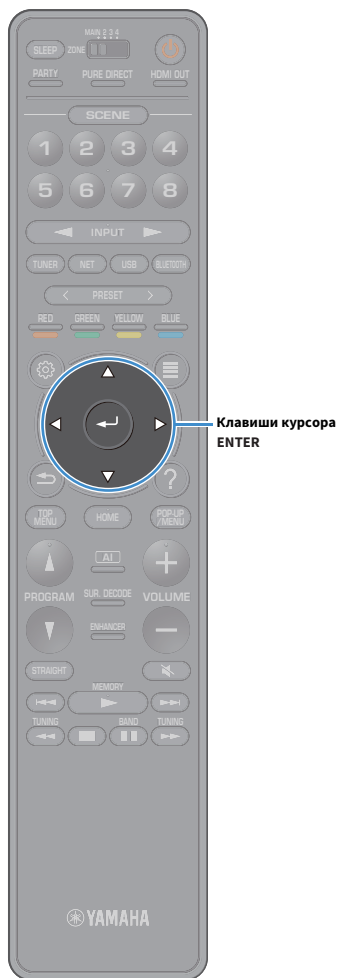 MAIN 2 3 4
SLEEP ZONE
PARTY PURE DIRECT HDMI OUT
SCENE
1 2 3 4
5 6 7 8
INPUT
TUNER NET USB BLUETOOTH
PRESET
RED GREEN YELLOW BLUE
Клавиши курсора
ENTER
?
TOP MENU HOME POP-UP /MENU
AI
PROGRAM SUR. DECODE VOLUME
ENHANCER
STRAIGHT
MEMORY
TUNING BAND TUNING
YAMAHA